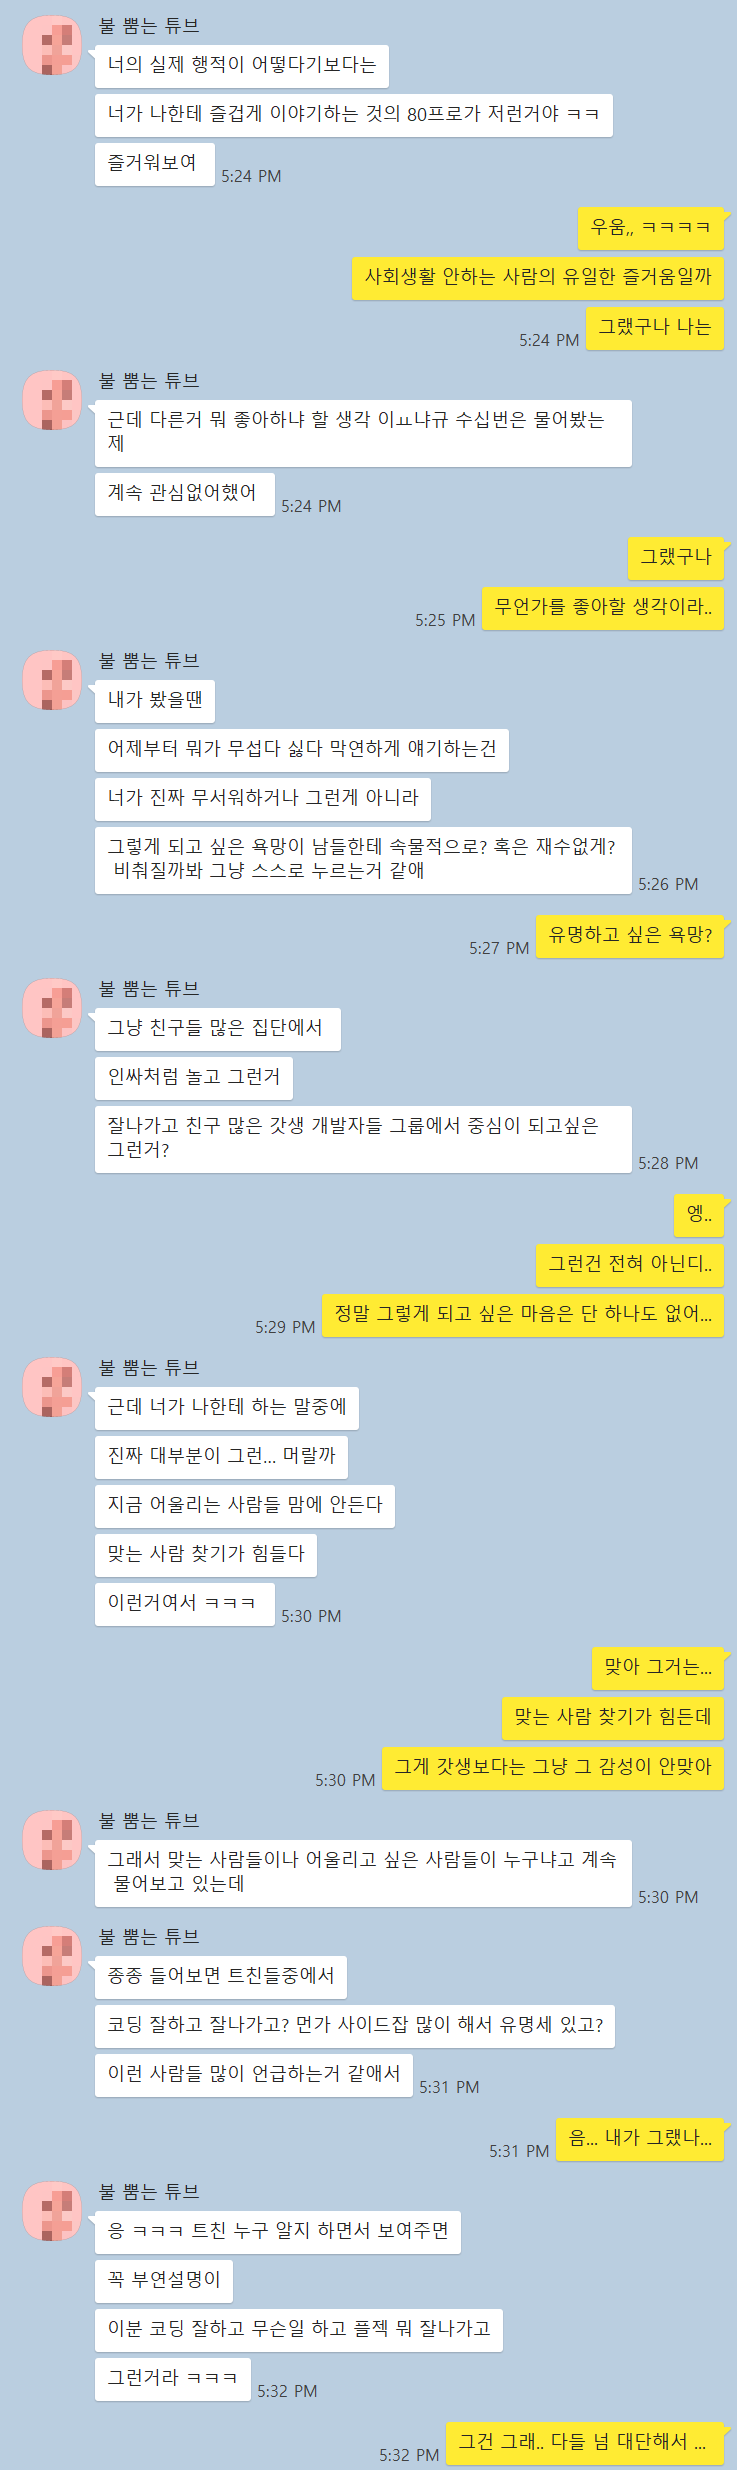 불 뿜는 튜브
너의 실제 행적이 어떻다기보다는
너가 나한테 즐겁게 이야기하는 것의 80프로가 저런거야 ㅋㅋ
즐거워보여
5:24 PM
우움,, ㅋㅋㅋㅋ
사회생활 안하는 사람의 유일한 즐거움일까
그랬구나 나는
5:24 PM
불 뿜는 튜브
근데 다른거 뭐 좋아하냐 할 생각 이ㅛ냐규 수십번은 물어봤는
제
계속 관심없어했어
5:24 PM
그랬구나
무언가를 좋아할 생각이라..
5:25 PM
불 뿜는 튜브
내가 봤을땐
어제부터 뭐가 무섭다 싫다 막연하게 얘기하는건
너가 진짜 무서워하거나 그런게 아니라
그렇게 되고 싶은 욕망이 남들한테 속물적으로? 혹은 재수없게?
비춰질까봐 그냥 스스로 누르는거 같애
5:26 PM
유명하고 싶은 욕망?
5:27 PM
불 뿜는 튜브
그냥 친구들 많은 집단에서
인싸처럼 놀고 그런거
잘나가고 친구 많은 갓생 개발자들 그룹에서 중심이 되고싶은
그런거?
5:28 PM
엥..
그런건 전혀 아닌디..
정말 그렇게 되고 싶은 마음은 단 하나도 없어...
5:29 PM
불 뿜는 튜브
근데 너가 나한테 하는 말중에
진짜 대부분이 그런... 머랄까
지금 어울리는 사람들 맘에 안든다
맞는 사람 찾기가 힘들다
이런거여서 ㅋㅋㅋ
5:30 PM
맞아 그거는...
맞는 사람 찾기가 힘든데
그게 갓생보다는 그냥 그 감성이 안맞아
5:30 PM
불 뿜는 튜브
그래서 맞는 사람들이나 어울리고 싶은 사람들이 누구냐고 계속
물어보고 있는데
5:30 PM
불 뿜는 튜브
종종 들어보면 트친들중에서
코딩 잘하고 잘나가고? 먼가 사이드잡 많이 해서 유명세 있고?
이런 사람들 많이 언급하는거 같애서
5:31 PM
음... 내가 그랬나...
5:31 PM
불 뿜는 튜브
응 ㅋㅋㅋ 트친 누구 알지 하면서 보여주면
꼭 부연설명이
이분 코딩 잘하고 무슨일 하고 플젝 뭐 잘나가고
그런거라 ㅋㅋㅋ
5:32 PM
그건 그래.. 다들 넘 대단해서 ...
5:32 PM